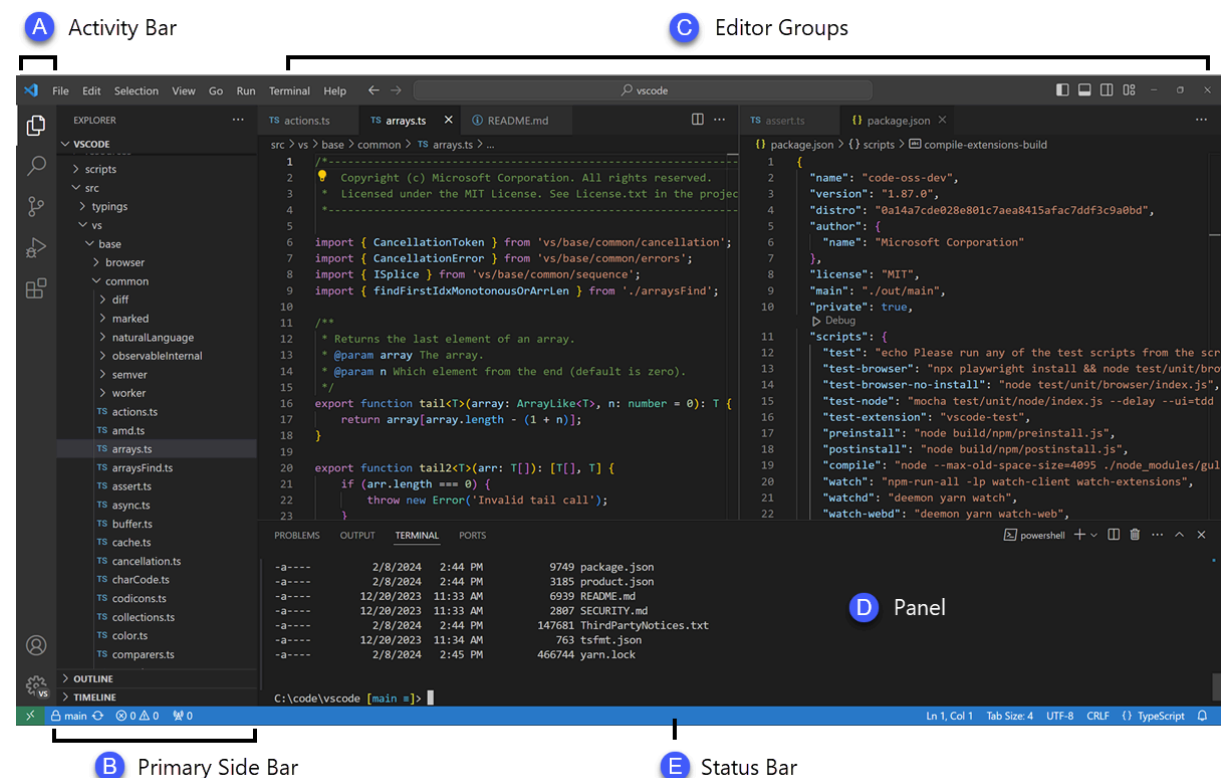 A Activity Bar
C Editor Groups
File Edit Selection View Go Run Terminal Help
vscode
EXPLORER
VSCODE
scripts
src
typings
vs
base
browser
common
diff
marked
naturalLanguage
observableInternal
semver
worker
TS actions.ts
TS amd.ts
TS arrays.ts
TS arraysFind.ts
TS assert.ts
TS async.ts
TS buffer.ts
TS cache.ts
TS cancellation.ts
TS charCode.ts
TS codicons.ts
TS collections.ts
TS color.ts
TS comparers.ts
OUTLINE
TIMELINE
VS
TS actions.ts TS arrays.ts README.md
src > vs > base > common > TS arrays.ts > ...
1 /*---------------------------------------------------------------
2 Copyright (c) Microsoft Corporation. All rights reserved.
3 * Licensed under the MIT License. See License.txt in the projec
4 *---------------------------------------------------------------
5
6 import { CancellationToken } from 'vs/base/common/cancellation';
7 import { CancellationError } from 'vs/base/common/errors';
8 import { ISplice } from 'vs/base/common/sequence';
9 import { findFirstIdxMonotonousOrArrLen } from './arraysFind';
10
11 /**
12 * Returns the last element of an array.
13 * @param array The array.
14 * @param n Which element from the end (default is zero).
15 */
16 export function tail<T>(array: ArrayLike<T>, n: number = 0): T {
17 return array[array.length - (1 + n)];
18 }
19
20 export function tail2<T>(arr: T[]): [T[], T] {
21 if (arr.length === 0) {
22 throw new Error('Invalid tail call');
23 }
TS assert.ts {} package.json
{} package.json > {} scripts > compile-extensions-build
1 {
2 "name": "code-oss-dev",
3 "version": "1.87.0",
4 "distro": "0a14a7cde028e801c7aea8415afac7ddf3c9a0bd",
5 "author": {
6 "name": "Microsoft Corporation"
7 },
8 "license": "MIT",
9 "main": "./out/main",
10 "private": true,
Debug
11 "scripts": {
12 "test": "echo Please run any of the test scripts from the scr
13 "test-browser": "npx playwright install && node test/unit/bro
14 "test-browser-no-install": "node test/unit/browser/index.js",
15 "test-node": "mocha test/unit/node/index.js --delay --ui=tdd
16 "test-extension": "vscode-test",
17 "preinstall": "node build/npm/preinstall.js",
18 "postinstall": "node build/npm/postinstall.js",
19 "compile": "node --max-old-space-size=4095 ./node_modules/gul
20 "watch": "npm-run-all -lp watch-client watch-extensions",
21 "watchd": "deemon yarn watch",
22 "watch-webd": "deemon yarn watch-web",
PROBLEMS OUTPUT TERMINAL PORTS
powershell
-a---- 2/8/2024 2:44 PM 9749 package.json
-a---- 2/8/2024 2:44 PM 3185 product.json
-a---- 12/20/2023 11:33 AM 6939 README.md
-a---- 12/20/2023 11:33 AM 2807 SECURITY.md
-a---- 2/8/2024 2:44 PM 147681 ThirdPartyNotices.txt
-a---- 12/20/2023 11:34 AM 763 tsfmt.json
-a---- 2/8/2024 2:45 PM 466744 yarn.lock
C:\code\vscode [main ≡]>
D Panel
main 0 0 0
Ln 1, Col 1 Tab Size: 4 UTF-8 CRLF {} TypeScript
B Primary Side Bar
E Status Bar